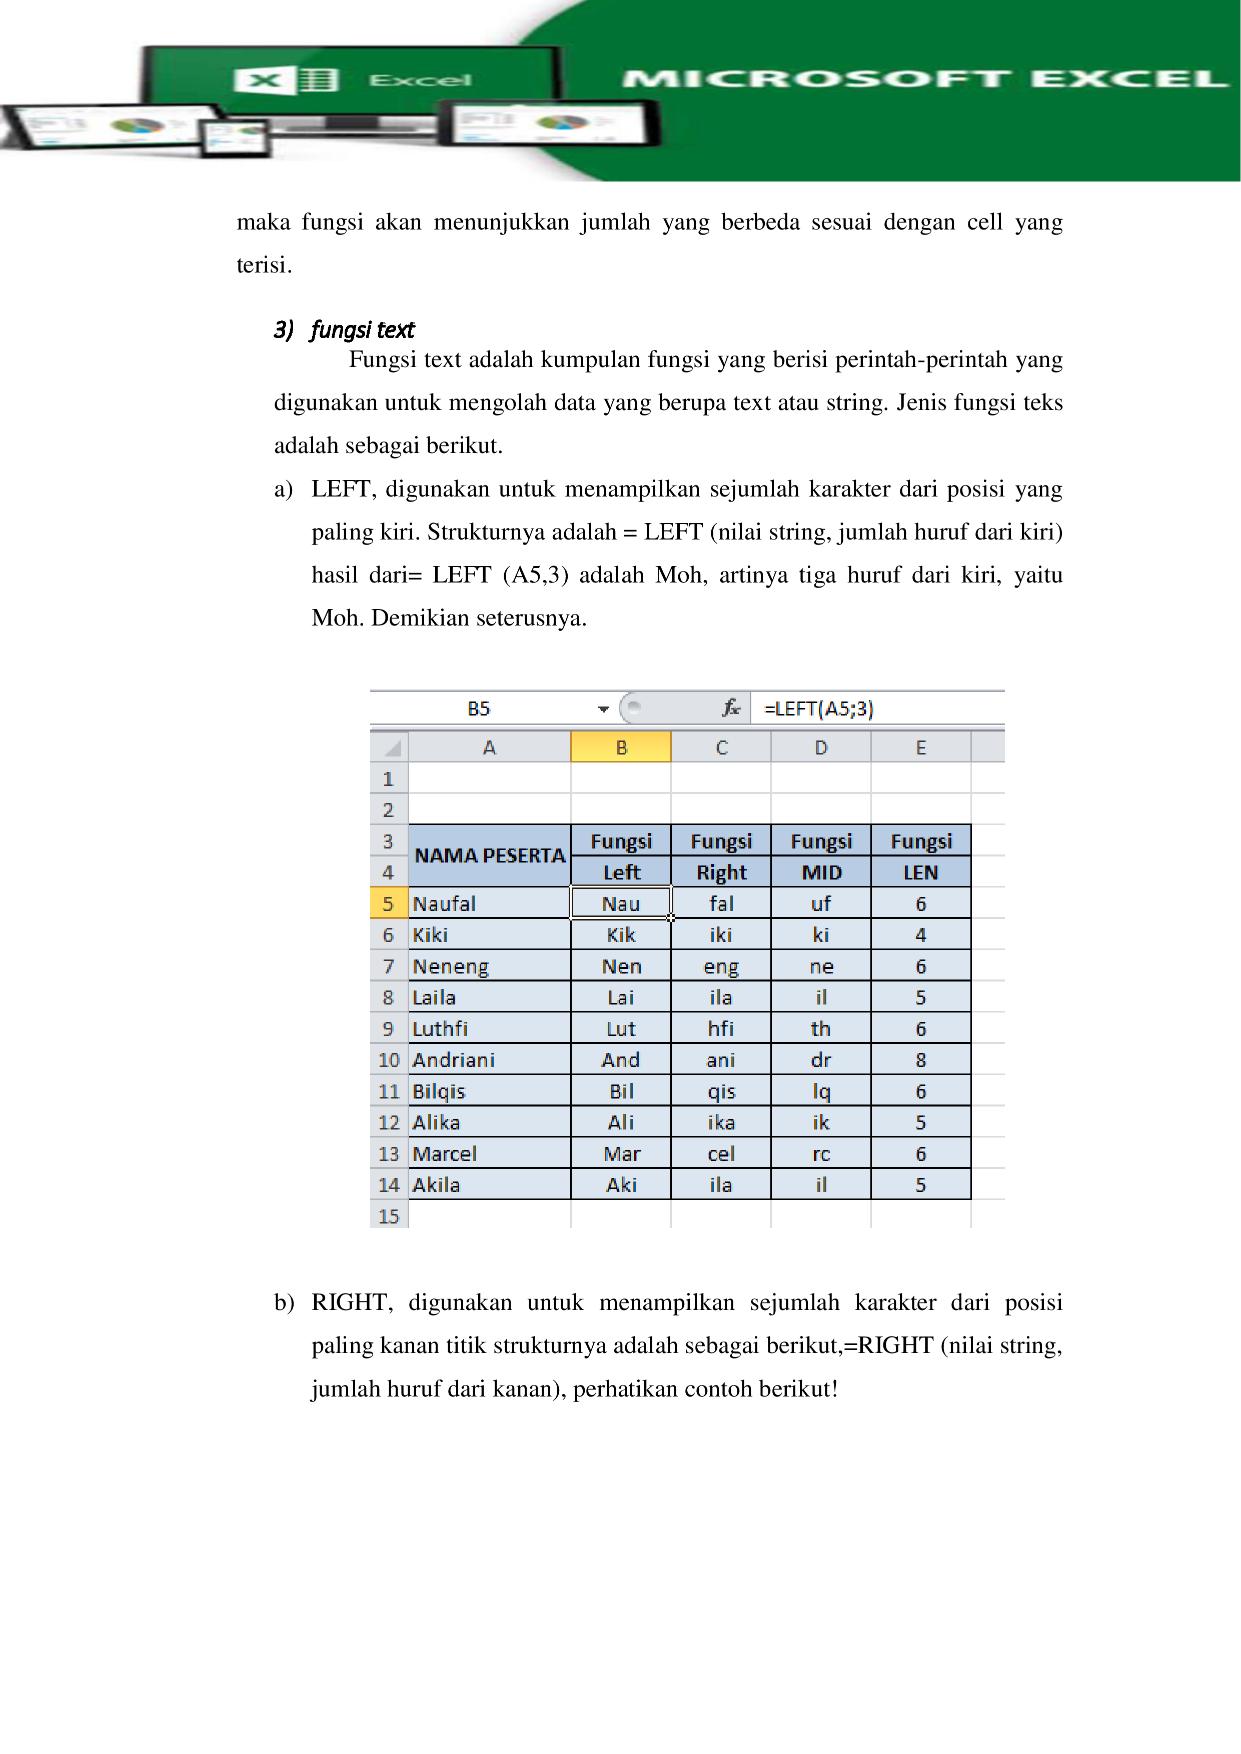 Excel
MICROSOFT EXCEL
maka fungsi akan menunjukkan jumlah yang berbeda sesuai dengan cell yang
terisi.
3) fungsi text
Fungsi text adalah kumpulan fungsi yang berisi perintah-perintah yang
digunakan untuk mengolah data yang berupa text atau string. Jenis fungsi teks
adalah sebagai berikut.
a) LEFT, digunakan untuk menampilkan sejumlah karakter dari posisi yang
paling kiri. Strukturnya adalah = LEFT (nilai string, jumlah huruf dari kiri)
hasil dari= LEFT (A5,3) adalah Moh, artinya tiga huruf dari kiri, yaitu
Moh. Demikian seterusnya.
B5 fx =LEFT(A5;3)
A B C D E
1
2
3 NAMA PESERTA Fungsi Fungsi Fungsi Fungsi
4 Left Right MID LEN
5 Naufal Nau fal uf 6
6 Kiki Kik iki ki 4
7 Neneng Nen eng ne 6
8 Laila Lai ila il 5
9 Luthfi Lut hfi th 6
10 Andriani And ani dr 8
11 Bilqis Bil qis lq 6
12 Alika Ali ika ik 5
13 Marcel Mar cel rc 6
14 Akila Aki ila il 5
15
b) RIGHT, digunakan untuk menampilkan sejumlah karakter dari posisi
paling kanan titik strukturnya adalah sebagai berikut,=RIGHT (nilai string,
jumlah huruf dari kanan), perhatikan contoh berikut!